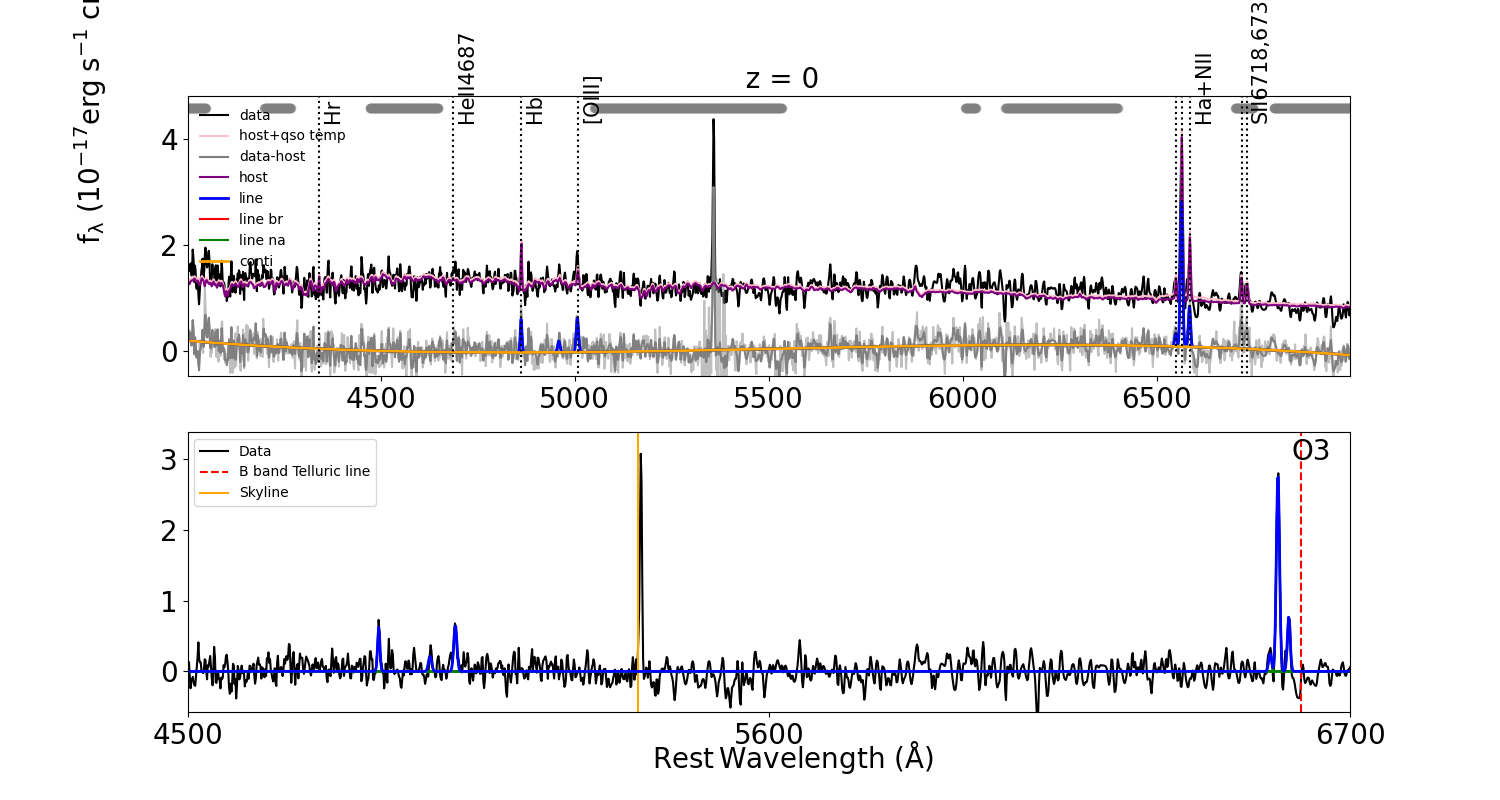 z = 0
f_λ (10^{-17} erg s^{-1} c
Hr
HeII4687
Hb
[OIII]
Ha+NII
SII6718,673
data
host+qso temp
data-host
host
line
line br
line na
conti
4
2
0
4500 5000 5500 6000 6500
Data
B band Telluric line
Skyline
O3
3
2
1
0
4500 5600 6700
Rest Wavelength (Å)